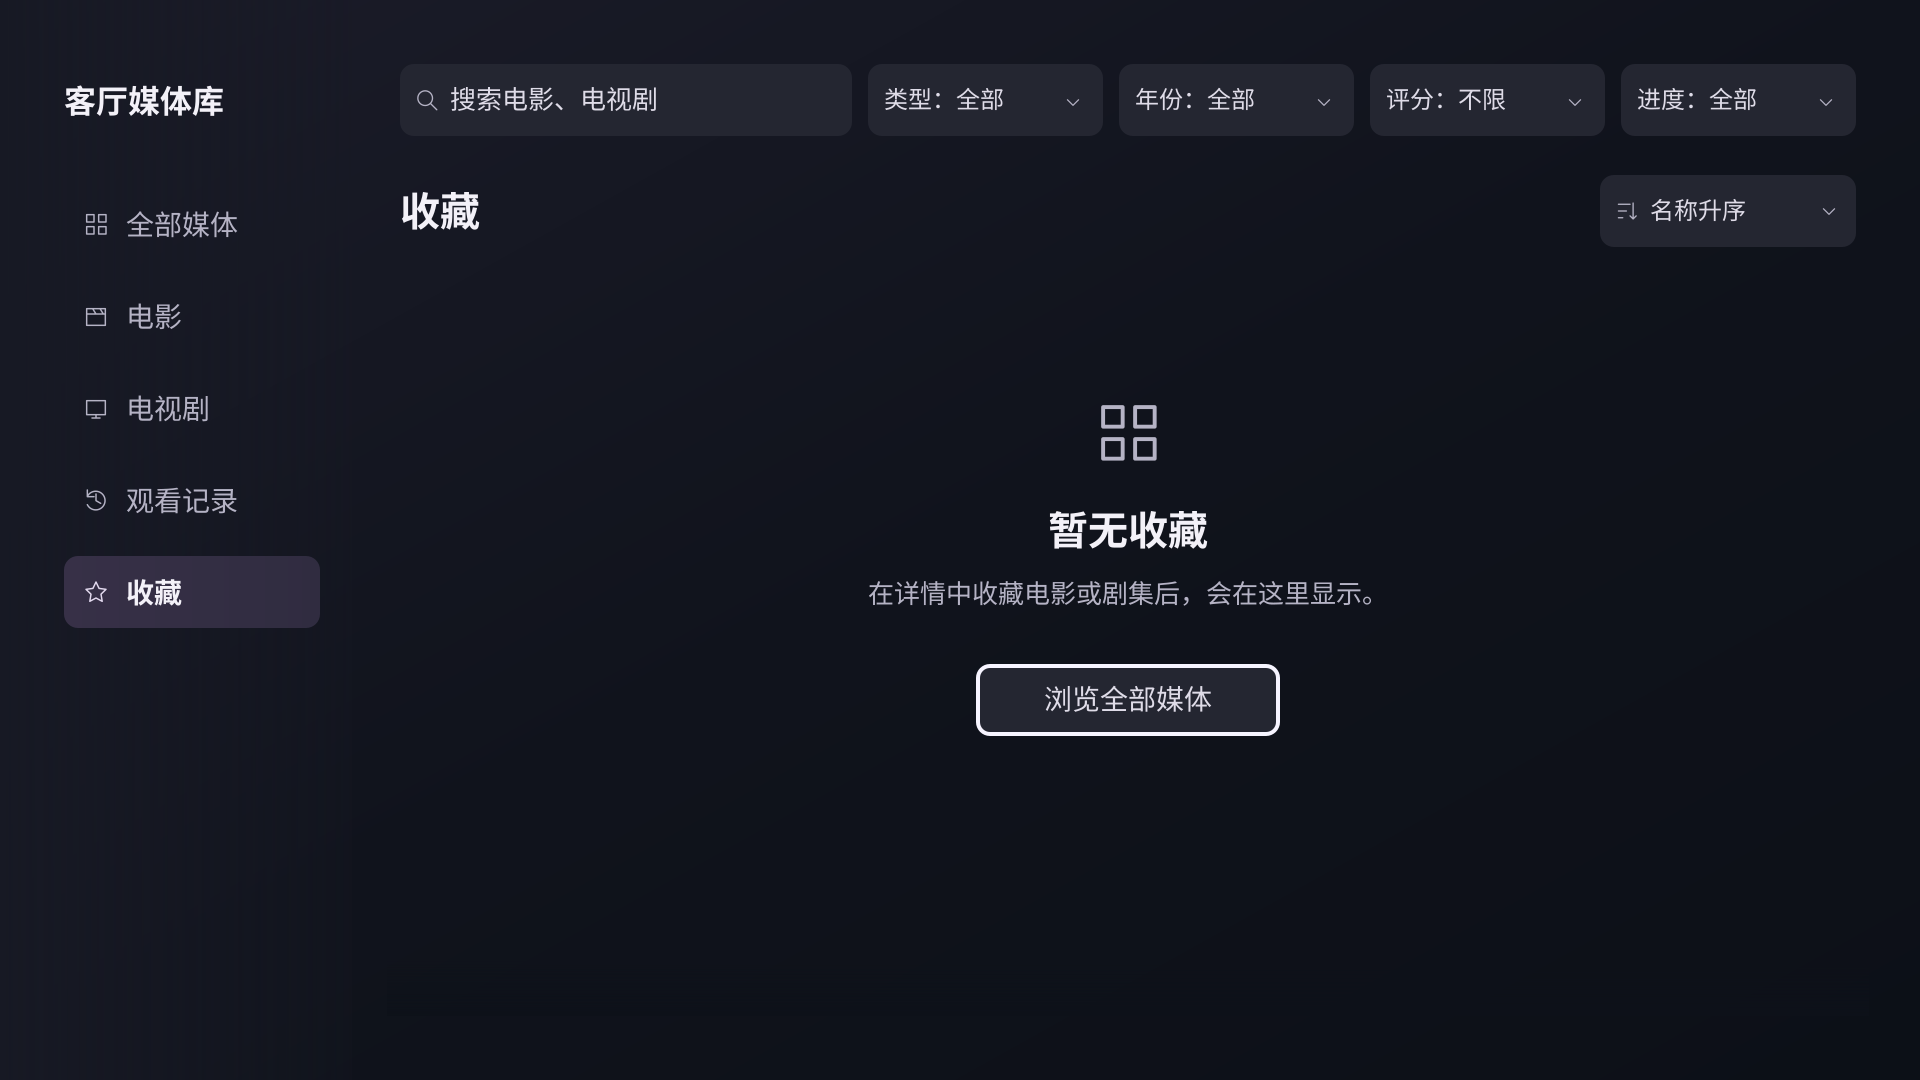 客厅媒体库
搜索电影、电视剧
类型：全部
年份：全部
评分：不限
进度：全部
全部媒体
电影
电视剧
观看记录
收藏
收藏
名称升序
暂无收藏
在详情中收藏电影或剧集后，会在这里显示。
浏览全部媒体